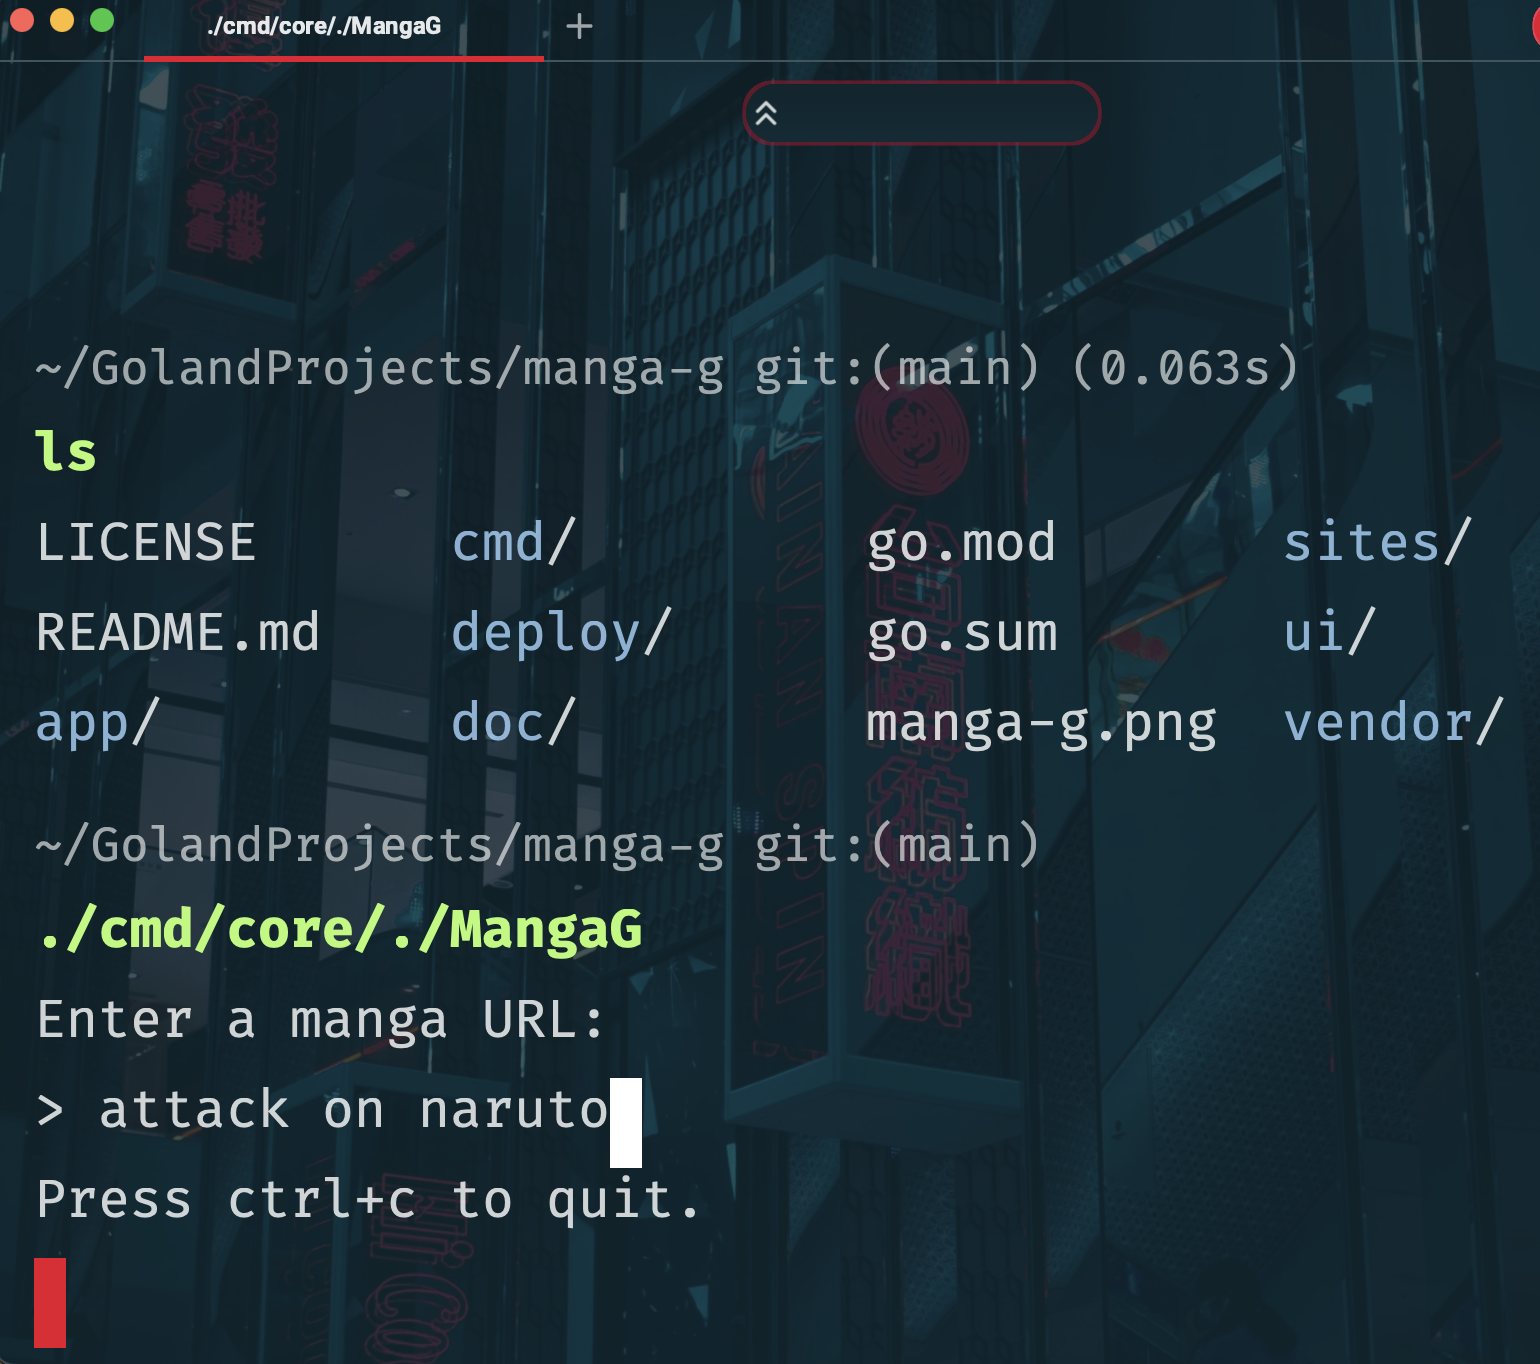 ./cmd/core/./MangaG
~/GolandProjects/manga-g git:(main) (0.063s)
ls
LICENSE cmd/ go.mod sites/
README.md deploy/ go.sum ui/
app/ doc/ manga-g.png vendor/
~/GolandProjects/manga-g git:(main)
./cmd/core/./MangaG
Enter a manga URL:
> attack on naruto
Press ctrl+c to quit.